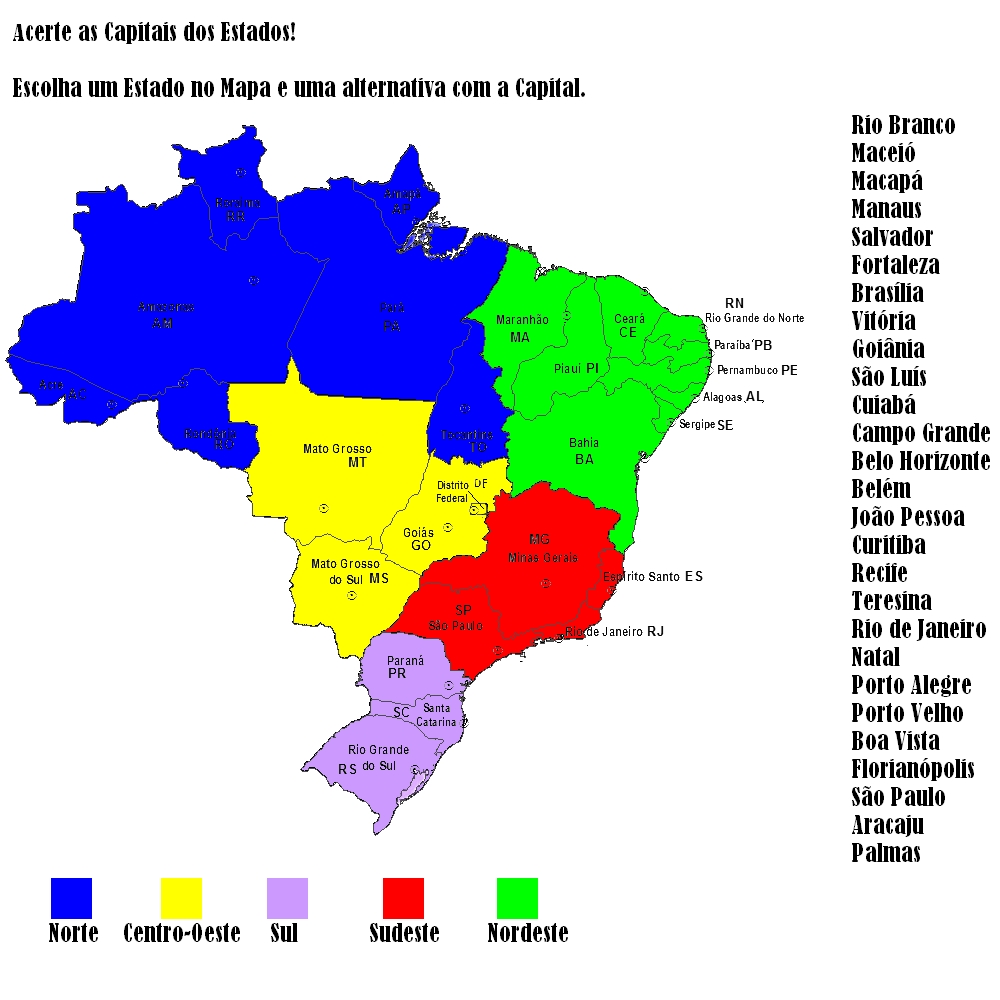 Acerte as Capitais dos Estados!
Escolha um Estado no Mapa e uma alternativa com a Capital.
Rio Branco
Maceió
Macapá
Manaus
Salvador
Fortaleza
Brasília
Vitória
Goiânia
São Luís
Cuiabá
Campo Grande
Belo Horizonte
Belém
João Pessoa
Curitiba
Recife
Teresina
Rio de Janeiro
Natal
Porto Alegre
Porto Velho
Boa Vista
Florianópolis
São Paulo
Aracaju
Palmas
Roraima
RR
Amapá
AP
Amazonas
AM
Pará
PA
Acre
AC
Rondônia
RO
Tocantins
TO
Maranhão
MA
Piauí PI
Ceará
CE
RN
Rio Grande do Norte
Paraíba PB
Pernambuco PE
Alagoas AL,
Sergipe SE
Bahia
BA
Mato Grosso
MT
Distrito DF
Federal
Goiás
GO
Mato Grosso
do Sul MS
MG
Minas Gerais
Espírito Santo ES
SP
São Paulo
Rio de Janeiro RJ
Paraná
PR
SC Santa
Catarina
Rio Grande
RS do Sul
Norte
Centro-Oeste
Sul
Sudeste
Nordeste